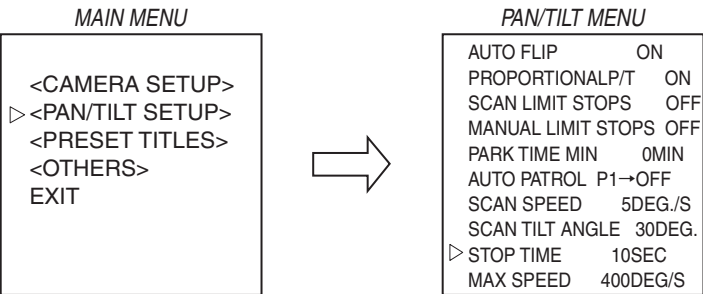 MAIN MENU
<CAMERA SETUP>
▷<PAN/TILT SETUP>
<PRESET TITLES>
<OTHERS>
EXIT
PAN/TILT MENU
AUTO FLIP ON
PROPORTIONALP/T ON
SCAN LIMIT STOPS OFF
MANUAL LIMIT STOPS OFF
PARK TIME MIN 0MIN
AUTO PATROL P1→OFF
SCAN SPEED 5DEG./S
SCAN TILT ANGLE 30DEG.
▷STOP TIME 10SEC
MAX SPEED 400DEG/S